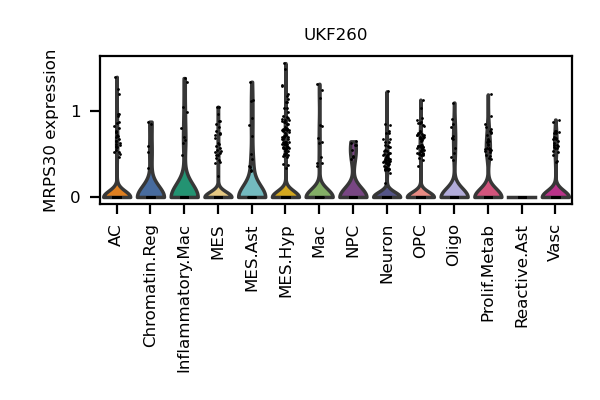 UKF260
MRPS30 expression
1
0
AC
Chromatin.Reg
Inflammatory.Mac
MES
MES.Ast
MES.Hyp
Mac
NPC
Neuron
OPC
Oligo
Prolif.Metab
Reactive.Ast
Vasc